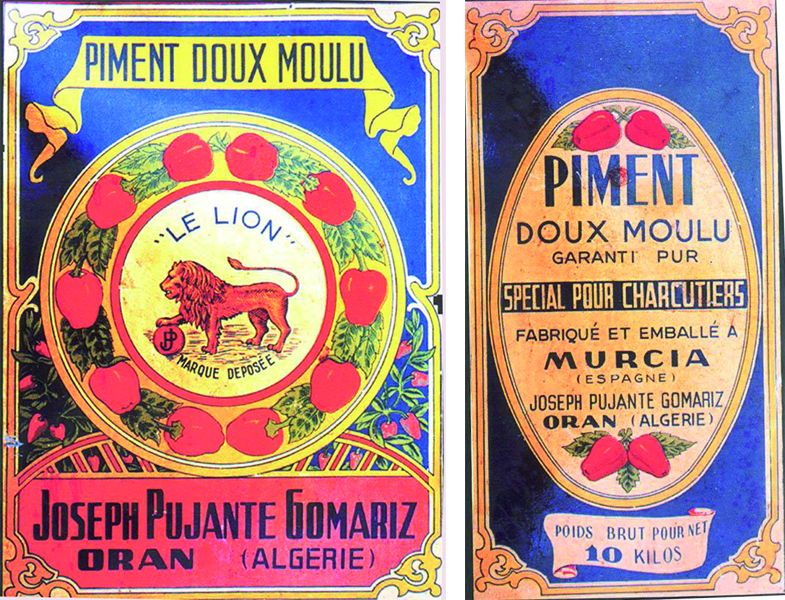 PIMENT DOUX MOULU
"LE LION"
JP
MARQUE DEPOSÉE
JOSEPH PUJANTE GOMARIZ
ORAN (ALGERIE)
PIMENT
DOUX MOULU
GARANTI PUR
SPECIAL POUR CHARCUTIERS
FABRIQUÉ ET EMBALLÉ A
MURCIA
(ESPAGNE)
JOSEPH PUJANTE GOMARIZ
ORAN (ALGERIE)
POIDS BRUT POUR NET
10 KILOS